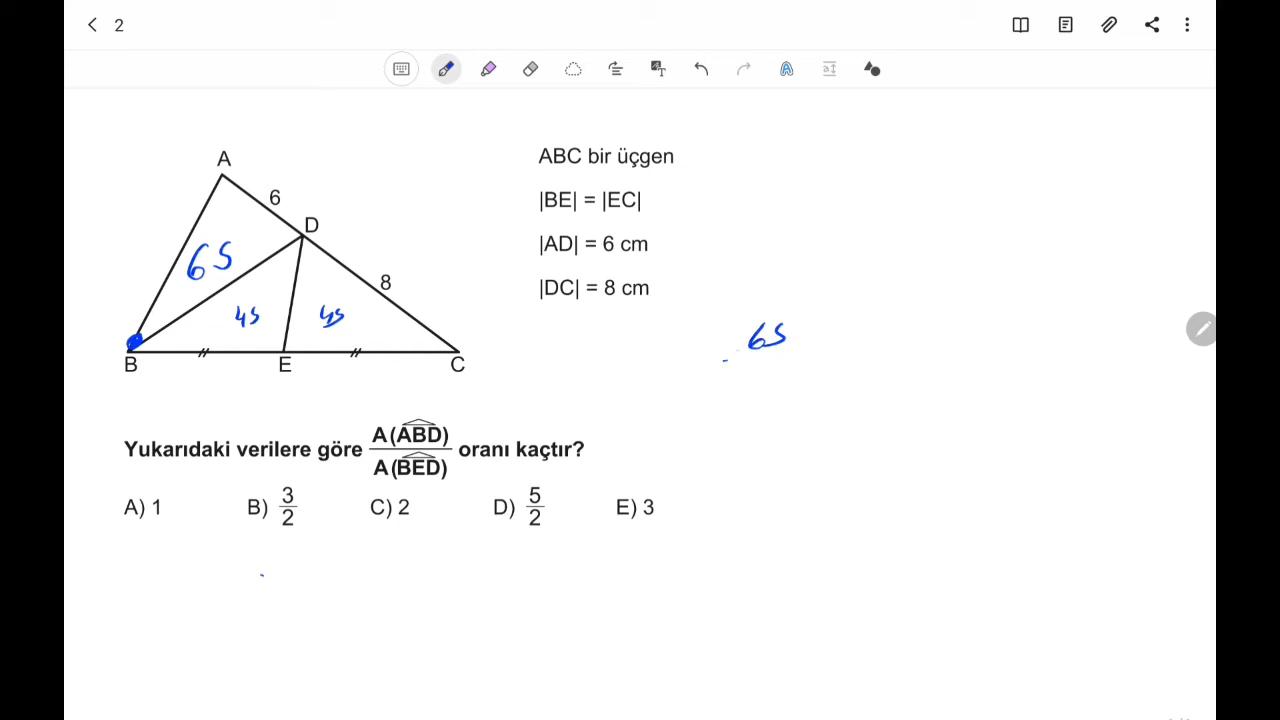 2
A
6
D
6S
8
4S
4S
B
E
C
ABC bir üçgen
|BE| = |EC|
|AD| = 6 cm
|DC| = 8 cm
6S
Yukarıdaki verilere göre A(ABD) / A(BED) oranı kaçtır?
A) 1 B) 3/2 C) 2 D) 5/2 E) 3